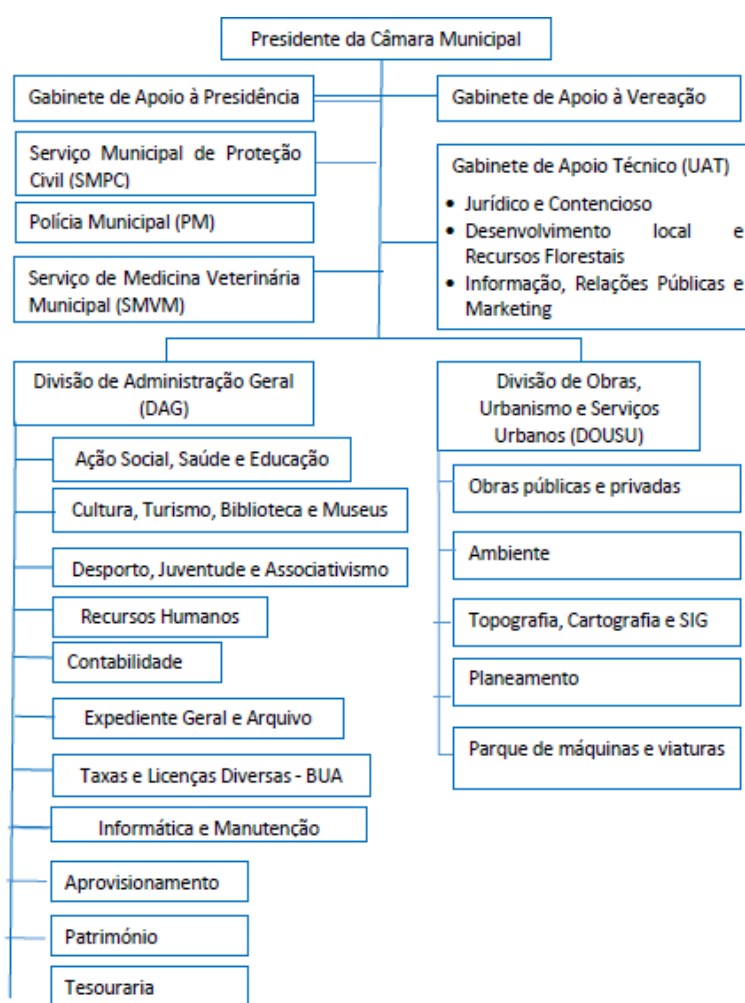 Presidente da Câmara Municipal
Gabinete de Apoio à Presidência
Gabinete de Apoio à Vereação
Serviço Municipal de Proteção
Civil (SMPC)
Polícia Municipal (PM)
Serviço de Medicina Veterinária
Municipal (SMVM)
Gabinete de Apoio Técnico (UAT)
• Jurídico e Contencioso
• Desenvolvimento local e
Recursos Florestais
• Informação, Relações Públicas e
Marketing
Divisão de Administração Geral
(DAG)
Ação Social, Saúde e Educação
Cultura, Turismo, Biblioteca e Museus
Desporto, Juventude e Associativismo
Recursos Humanos
Contabilidade
Expediente Geral e Arquivo
Taxas e Licenças Diversas - BUA
Informática e Manutenção
Aprovisionamento
Património
Tesouraria
Divisão de Obras,
Urbanismo e Serviços
Urbanos (DOUSU)
Obras públicas e privadas
Ambiente
Topografia, Cartografia e SIG
Planeamento
Parque de máquinas e viaturas